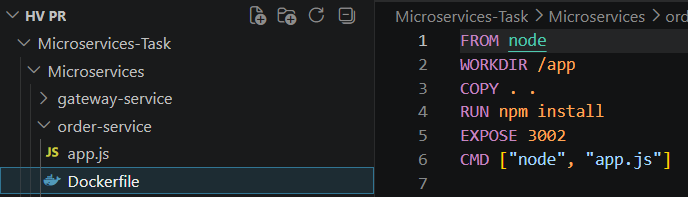 HV PR
Microservices-Task
Microservices
gateway-service
order-service
JS app.js
Dockerfile
Microservices-Task > Microservices > ord
1 FROM node
2 WORKDIR /app
3 COPY . .
4 RUN npm install
5 EXPOSE 3002
6 CMD ["node", "app.js"]
7